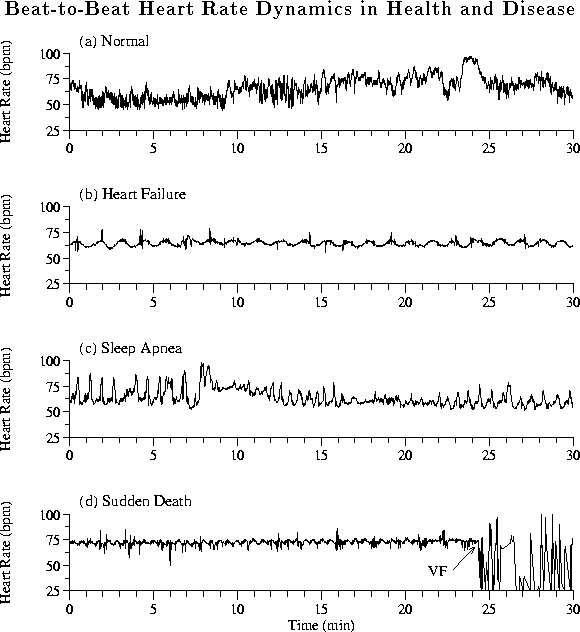 Beat-to-Beat Heart Rate Dynamics in Health and Disease
(a) Normal
Heart Rate (bpm)
100
75
50
25
0 5 10 15 20 25 30
(b) Heart Failure
Heart Rate (bpm)
100
75
50
25
0 5 10 15 20 25 30
(c) Sleep Apnea
Heart Rate (bpm)
100
75
50
25
0 5 10 15 20 25 30
(d) Sudden Death
Heart Rate (bpm)
100
75
50
25
VF
0 5 10 15 20 25 30
Time (min)